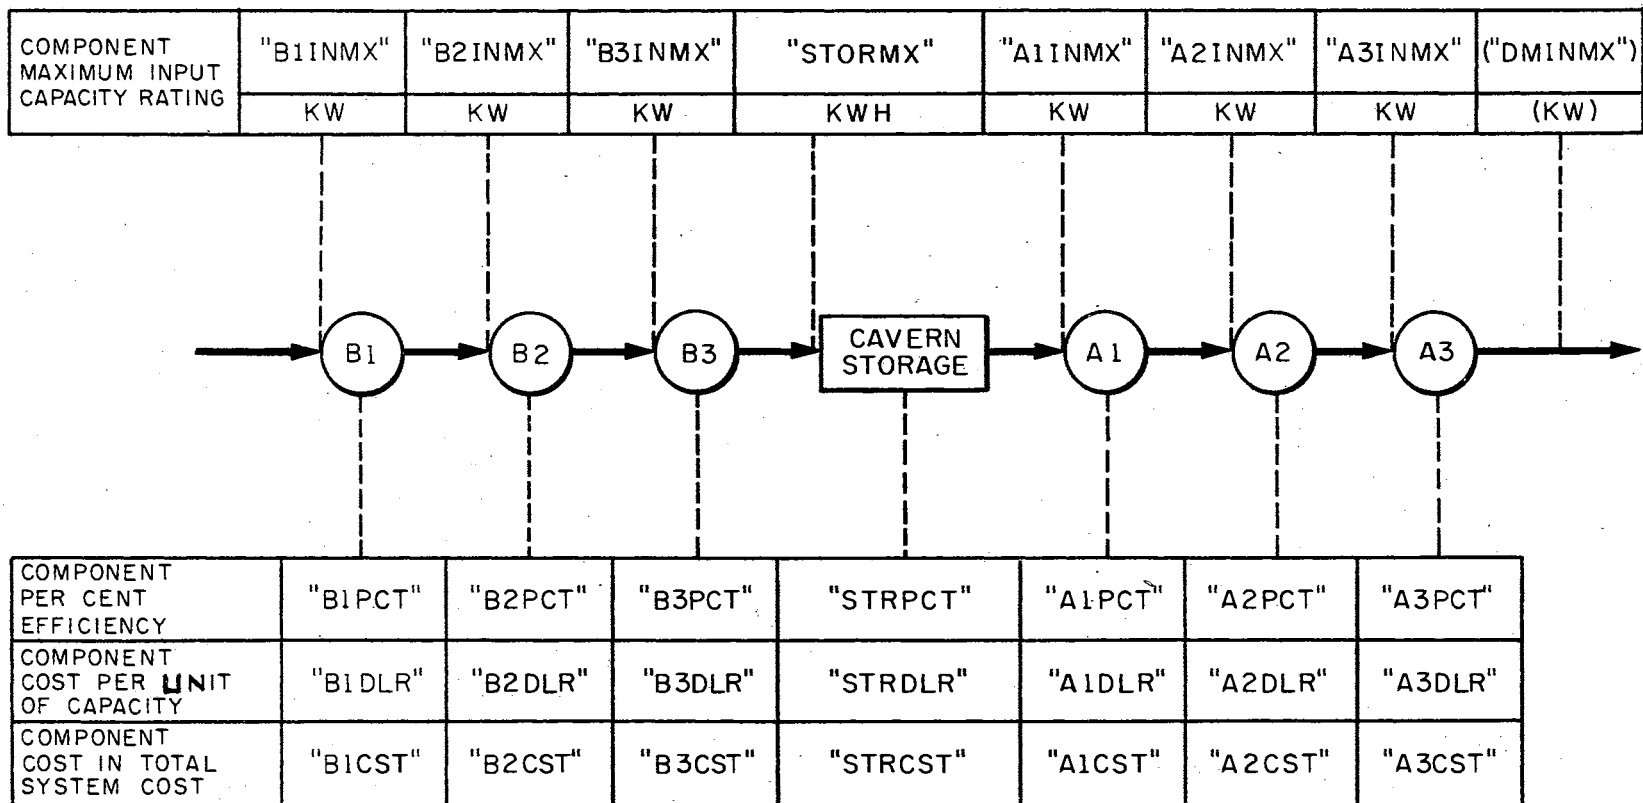 COMPONENT
MAXIMUM INPUT
CAPACITY RATING
"B1INMX" "B2INMX" "B3INMX" "STORMX" "A1INMX" "A2INMX" "A3INMX" ("DMINMX")
KW KW KW KWH KW KW KW (KW)
B1 B2 B3 CAVERN STORAGE A1 A2 A3
COMPONENT
PER CENT
EFFICIENCY
"B1PCT" "B2PCT" "B3PCT" "STRPCT" "A1PCT" "A2PCT" "A3PCT"
COMPONENT
COST PER UNIT
OF CAPACITY
"B1DLR" "B2DLR" "B3DLR" "STRDLR" "A1DLR" "A2DLR" "A3DLR"
COMPONENT
COST IN TOTAL
SYSTEM COST
"B1CST" "B2CST" "B3CST" "STRCST" "A1CST" "A2CST" "A3CST"